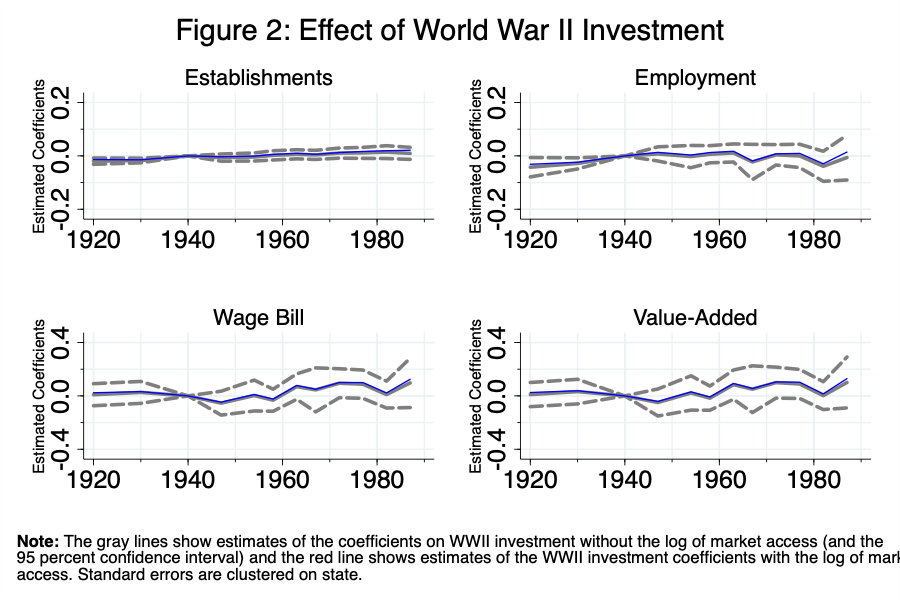 Figure 2: Effect of World War II Investment
Establishments
Estimated Coefficients
0.2
0.0
-0.2
1920 1940 1960 1980
Employment
Estimated Coefficients
0.2
0.0
-0.2
1920 1940 1960 1980
Wage Bill
Estimated Coefficients
0.4
0.0
-0.4
1920 1940 1960 1980
Value-Added
Estimated Coefficients
0.4
0.0
-0.4
1920 1940 1960 1980
Note: The gray lines show estimates of the coefficients on WWII investment without the log of market access (and the
95 percent confidence interval) and the red line shows estimates of the WWII investment coefficients with the log of
access. Standard errors are clustered on state.